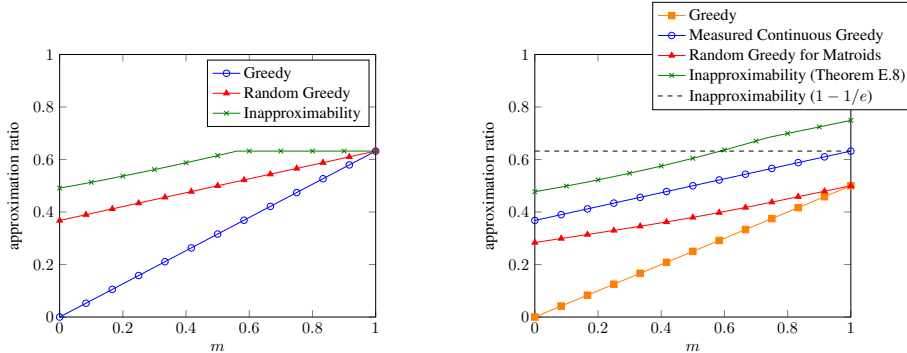 Greedy
Random Greedy
Inapproximability
approximation ratio
1
0.8
0.6
0.4
0.2
0
0 0.2 0.4 0.6 0.8 1
m
Greedy
Measured Continuous Greedy
Random Greedy for Matroids
Inapproximability (Theorem E.8)
Inapproximability (1 − 1/e)
approximation ratio
1
0.8
0.6
0.4
0.2
0
0 0.2 0.4 0.6 0.8 1
m